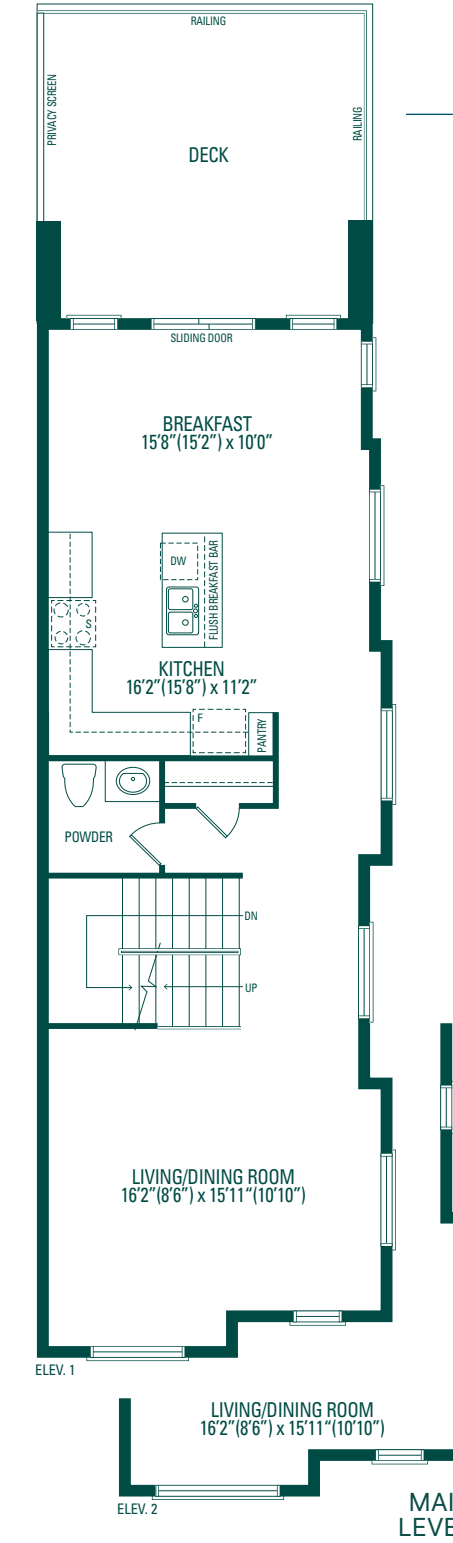 RAILING
PRIVACY SCREEN
RAILING
DECK
SLIDING DOOR
BREAKFAST
15'8"(15'2") x 10'0"
DW
FLUSH BREAKFAST BAR
S
KITCHEN
16'2"(15'8") x 11'2"
F
PANTRY
POWDER
DN
UP
LIVING/DINING ROOM
16'2"(8'6") x 15'11"(10'10")
ELEV. 1
LIVING/DINING ROOM
16'2"(8'6") x 15'11"(10'10")
ELEV. 2
MAI
LEVE